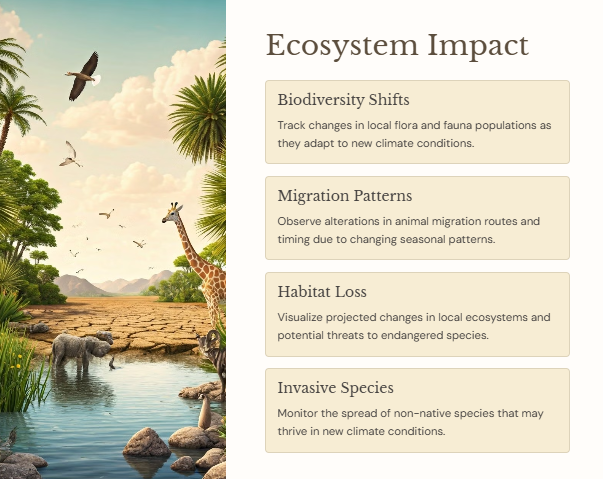 Ecosystem Impact
Biodiversity Shifts
Track changes in local flora and fauna populations as
they adapt to new climate conditions.
Migration Patterns
Observe alterations in animal migration routes and
timing due to changing seasonal patterns.
Habitat Loss
Visualize projected changes in local ecosystems and
potential threats to endangered species.
Invasive Species
Monitor the spread of non-native species that may
thrive in new climate conditions.